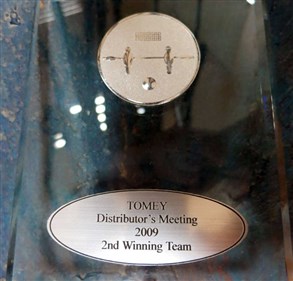 TOMEY
Distributor's Meeting
2009
2nd Winning Team